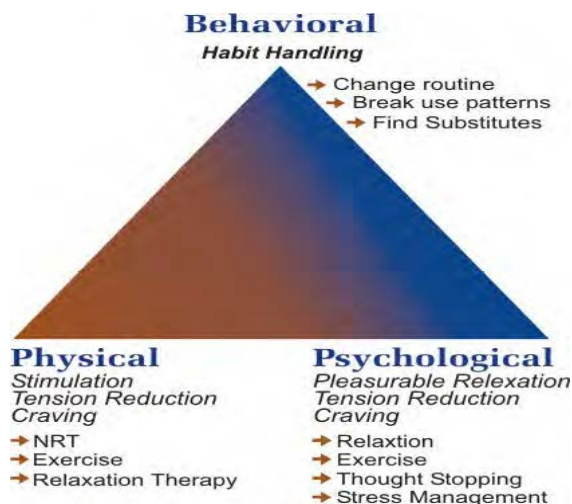 Behavioral
Habit Handling
→ Change routine
→ Break use patterns
→ Find Substitutes
Physical
Stimulation
Tension Reduction
Craving
→ NRT
→ Exercise
→ Relaxation Therapy
Psychological
Pleasurable Relexation
Tension Reduction
Craving
→ Relaxtion
→ Exercise
→ Thought Stopping
→ Stress Management